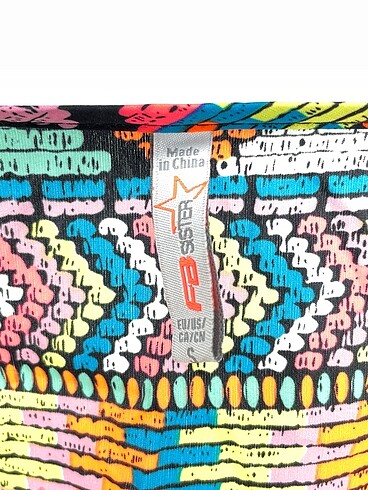 Made
in China
FB SISTER
EU/US/
CA/CN
S